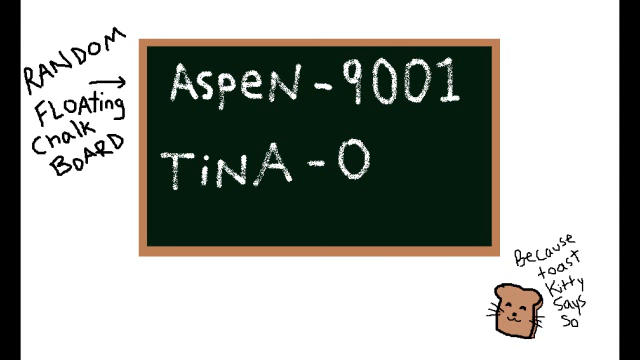 RANDOM
FLOAting
Chalk
BOARD
AspeN - 9001
TiNA - 0
Because
toast
Kitty
Says
So